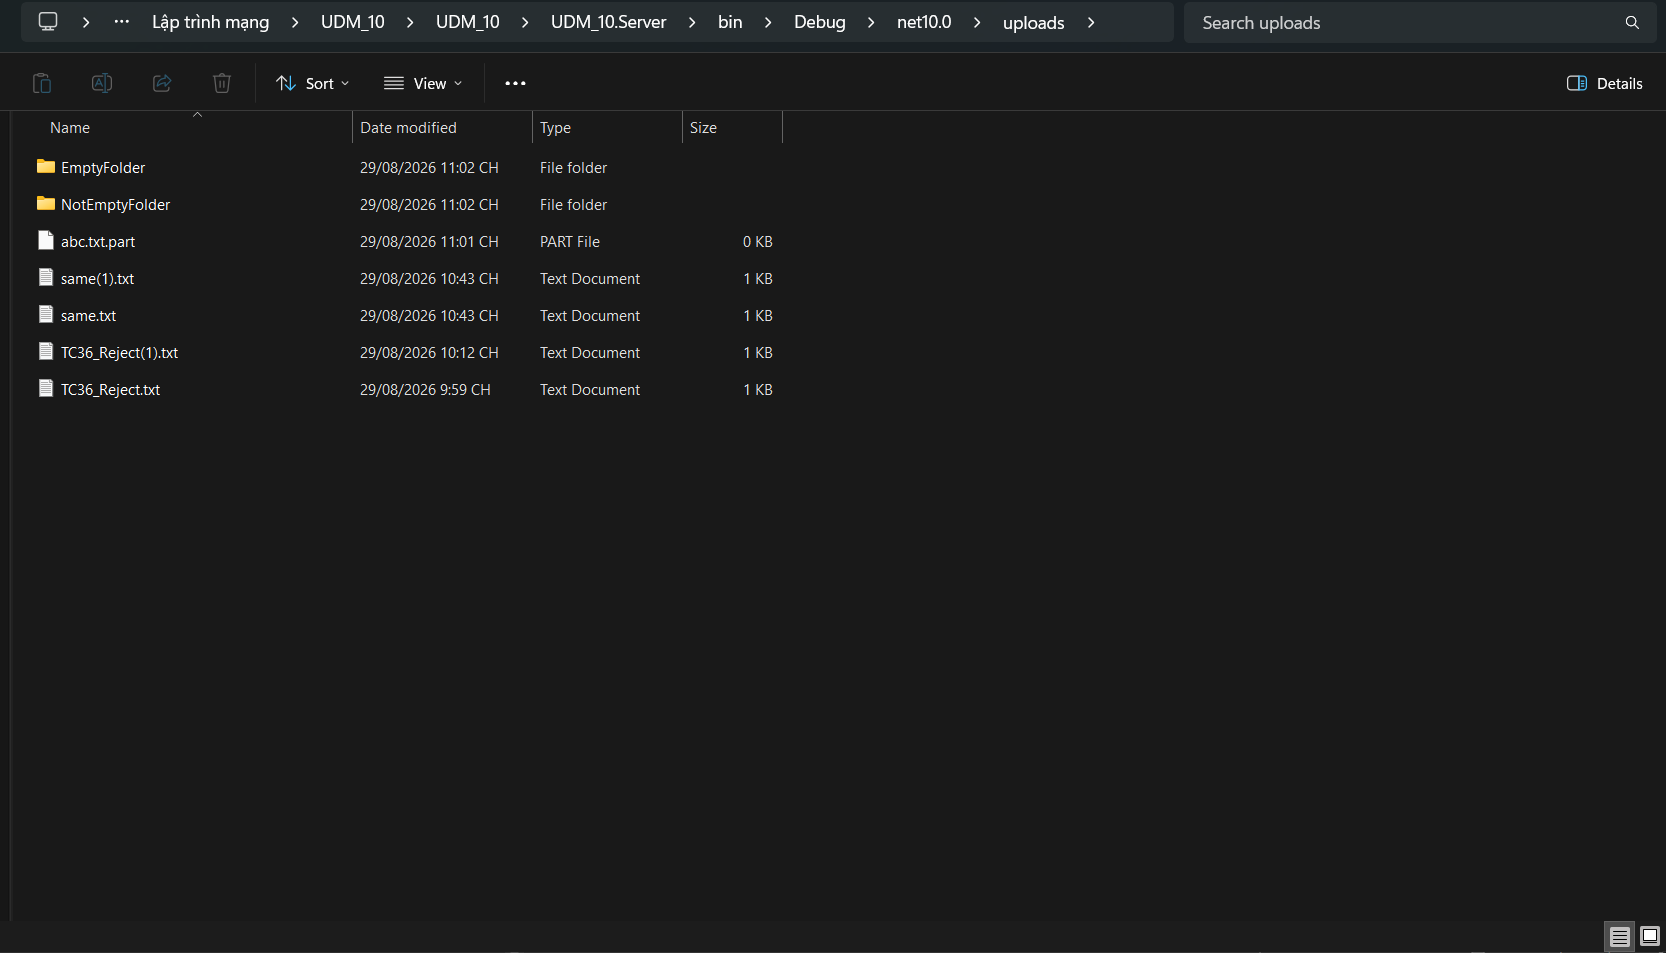 Lập trình mạng > UDM_10 > UDM_10 > UDM_10.Server > bin > Debug > net10.0 > uploads >
Search uploads
Sort
View
Details
Name Date modified Type Size
EmptyFolder 29/08/2026 11:02 CH File folder
NotEmptyFolder 29/08/2026 11:02 CH File folder
abc.txt.part 29/08/2026 11:01 CH PART File 0 KB
same(1).txt 29/08/2026 10:43 CH Text Document 1 KB
same.txt 29/08/2026 10:43 CH Text Document 1 KB
TC36_Reject(1).txt 29/08/2026 10:12 CH Text Document 1 KB
TC36_Reject.txt 29/08/2026 9:59 CH Text Document 1 KB